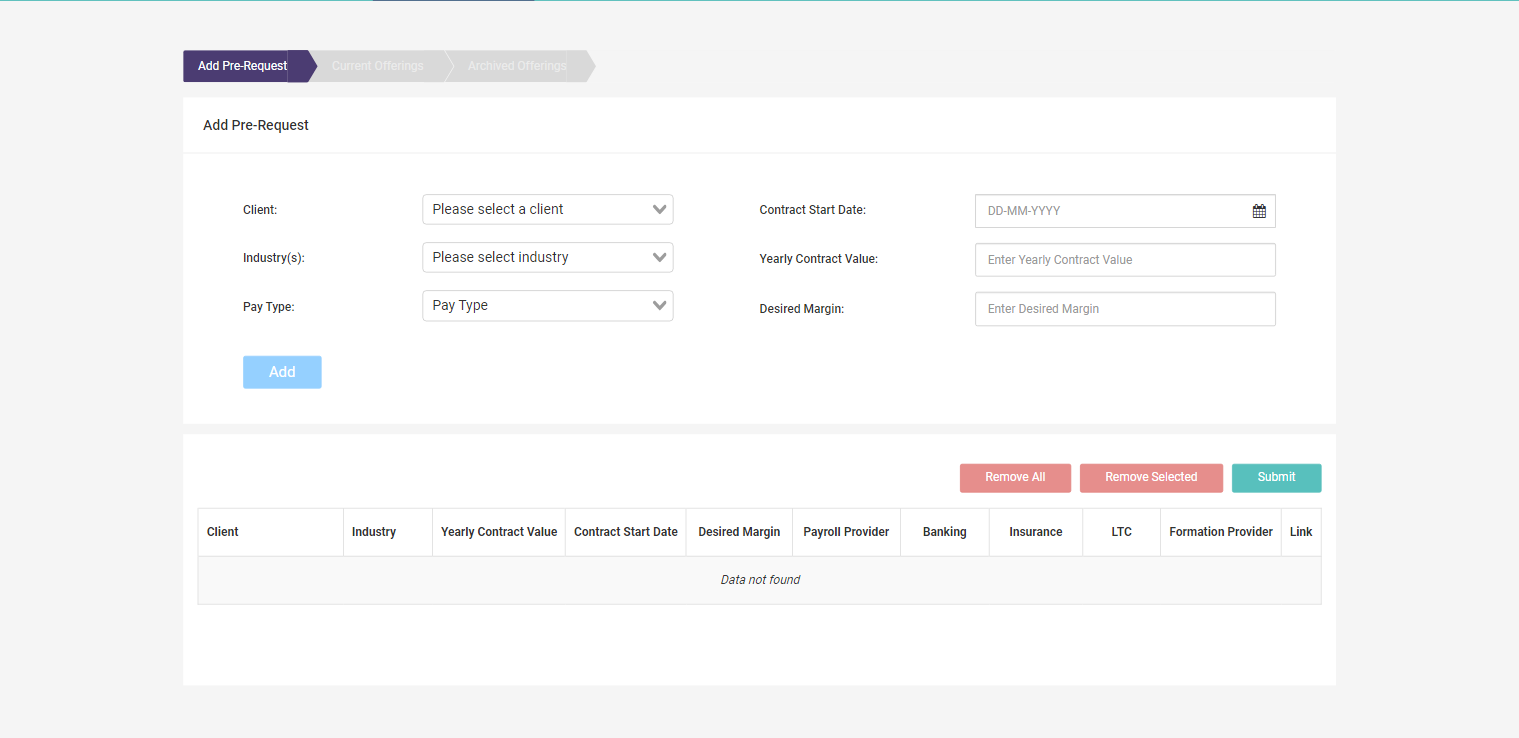 Add Pre-Request Current Offerings Archived Offerings
Add Pre-Request
Client: Please select a client Contract Start Date: DD-MM-YYYY
Industry(s): Please select industry Yearly Contract Value: Enter Yearly Contract Value
Pay Type: Pay Type Desired Margin: Enter Desired Margin
Add
Remove All Remove Selected Submit
Client Industry Yearly Contract Value Contract Start Date Desired Margin Payroll Provider Banking Insurance LTC Formation Provider Link
Data not found